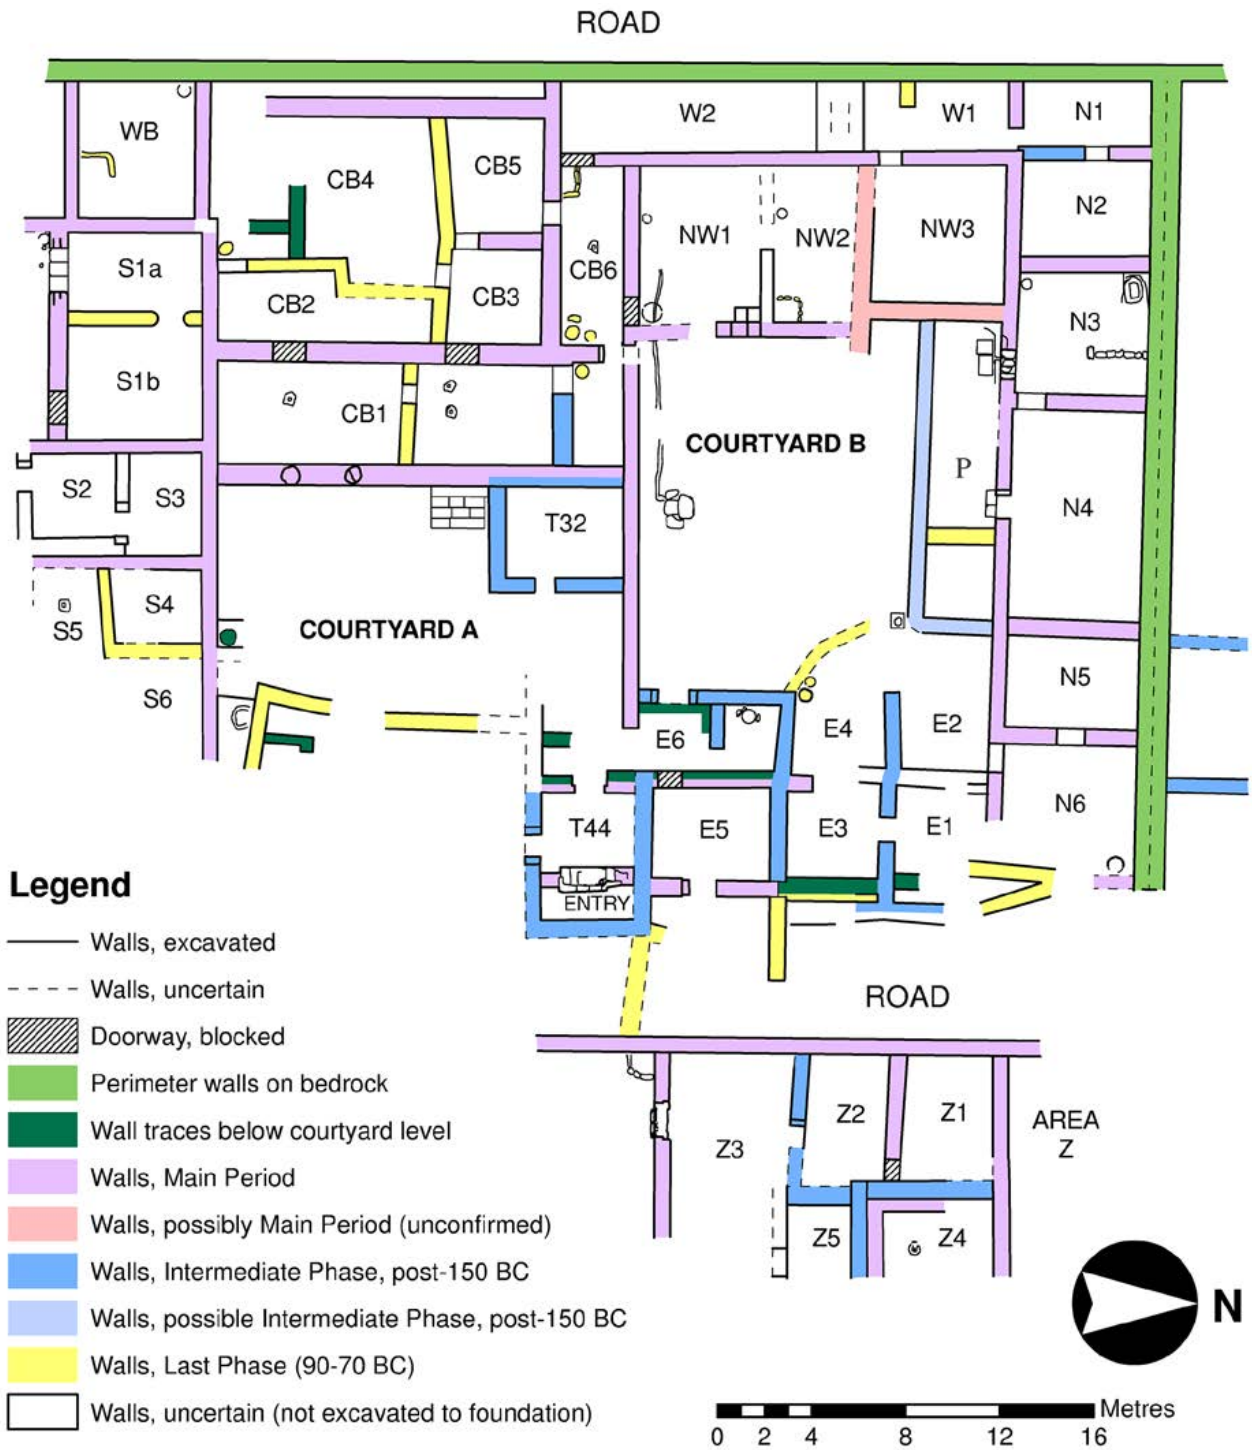 ROAD
WB
W2
W1
N1
CB4
CB5
N2
NW1
NW2
NW3
S1a
CB6
CB2
CB3
N3
S1b
CB1
COURTYARD B
P
S2
S3
N4
T32
S4
S5
COURTYARD A
N5
S6
E6
E4
E2
T44
E5
E3
E1
N6
ENTRY
ROAD
Z3
Z2
Z1
AREA
Z
Z5
Z4
Legend
Walls, excavated
Walls, uncertain
Doorway, blocked
Perimeter walls on bedrock
Wall traces below courtyard level
Walls, Main Period
Walls, possibly Main Period (unconfirmed)
Walls, Intermediate Phase, post-150 BC
Walls, possible Intermediate Phase, post-150 BC
Walls, Last Phase (90-70 BC)
Walls, uncertain (not excavated to foundation)
N
Metres
0 2 4 8 12 16